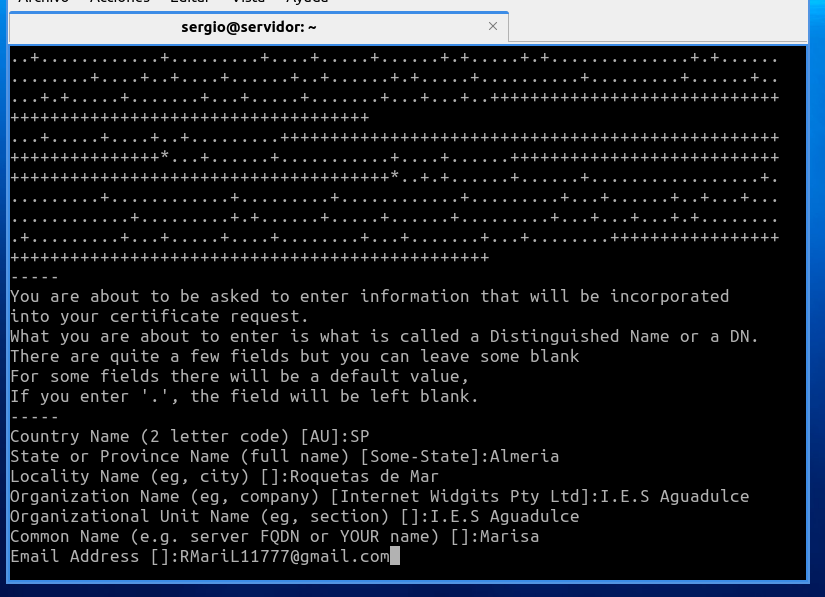 Archivo Acciones Editar Vista Ayuda
sergio@servidor: ~ ×
..+............+.........+....+.....+......+.+.....+.+..............+.+......
........+....+..+....+......+..+......+.+.....+..........+.........+......+..
...+.+.....+.......+...+.....+.......+...+...+..+++++++++++++++++++++++++++++
++++++++++++++++++++++++++++++++++++
...+.....+....+..+.........++++++++++++++++++++++++++++++++++++++++++++++++++
+++++++++++++++*...+......+...........+....+......+++++++++++++++++++++++++++
++++++++++++++++++++++++++++++++++++++*..+.+......+......+.................+.
.........+............+.........+............+.........+...+......+..+...+...
............+.........+.+......+.....+......+.........+...+...+...+.+........
.+.........+...+.....+....+.........+...+.......+...+........+++++++++++++++++
++++++++++++++++++++++++++++++++++++++++++++++++
-----
You are about to be asked to enter information that will be incorporated
into your certificate request.
What you are about to enter is what is called a Distinguished Name or a DN.
There are quite a few fields but you can leave some blank
For some fields there will be a default value,
If you enter '.', the field will be left blank.
-----
Country Name (2 letter code) [AU]:SP
State or Province Name (full name) [Some-State]:Almeria
Locality Name (eg, city) []:Roquetas de Mar
Organization Name (eg, company) [Internet Widgits Pty Ltd]:I.E.S Aguadulce
Organizational Unit Name (eg, section) []:I.E.S Aguadulce
Common Name (e.g. server FQDN or YOUR name) []:Marisa
Email Address []:RMariL11777@gmail.com